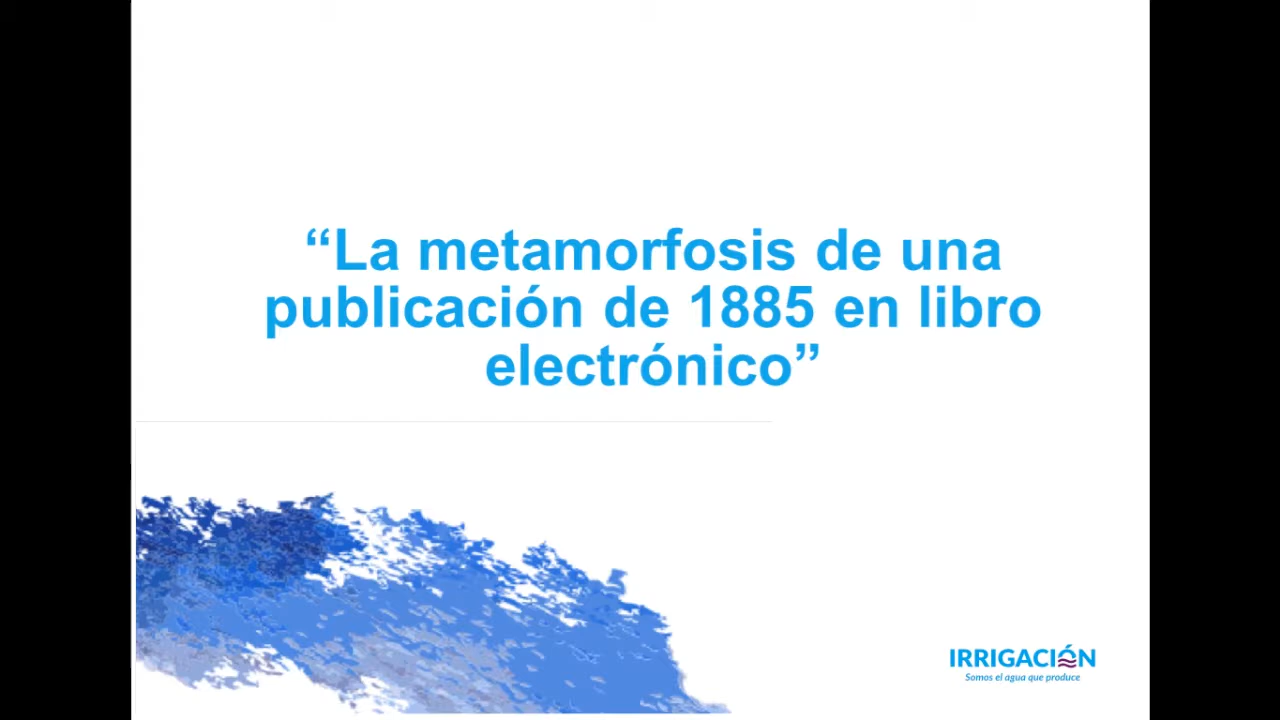 “La metamorfosis de una
publicación de 1885 en libro
electrónico”
IRRIGACIÓN
Somos el agua que produce